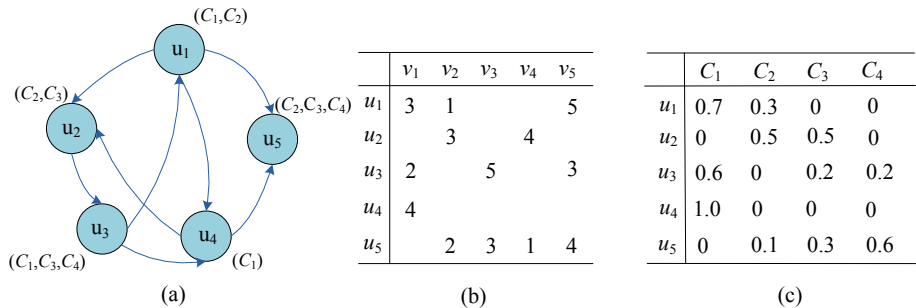 (C1,C2)
u1
(C2,C3)
u2
(C2,C3,C4)
u5
u3
(C1,C3,C4)
u4
(C1)
(a)
v1 v2 v3 v4 v5
u1 3 1 5
u2 3 4
u3 2 5 3
u4 4
u5 2 3 1 4
(b)
C1 C2 C3 C4
u1 0.7 0.3 0 0
u2 0 0.5 0.5 0
u3 0.6 0 0.2 0.2
u4 1.0 0 0 0
u5 0 0.1 0.3 0.6
(c)